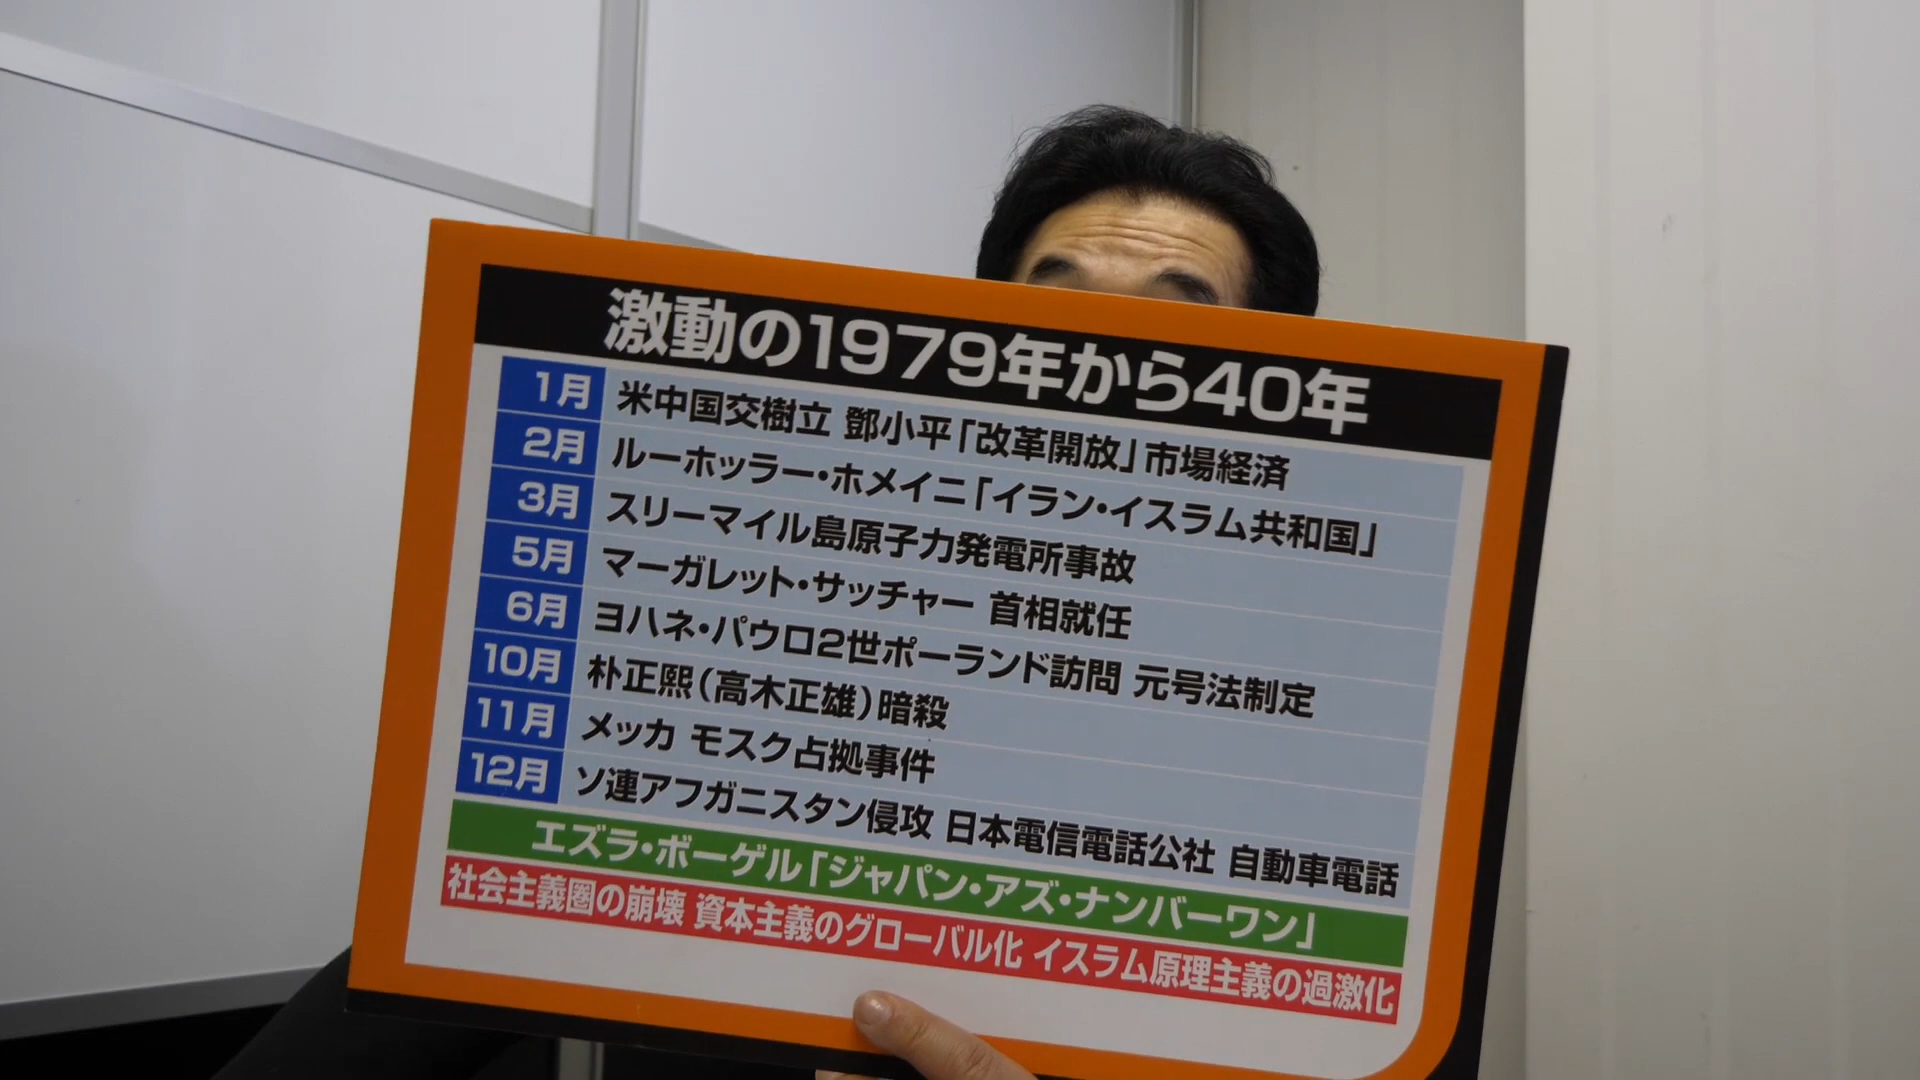 激動の1979年から40年
1月 米中国交樹立 鄧小平「改革開放」市場経済
2月 ルーホッラー・ホメイニ「イラン・イスラム共和国」
3月 スリーマイル島原子力発電所事故
5月 マーガレット・サッチャー 首相就任
6月 ヨハネ・パウロ2世ポーランド訪問 元号法制定
10月 朴正熙(高木正雄)暗殺
11月 メッカ モスク占拠事件
12月 ソ連アフガニスタン侵攻 日本電信電話公社 自動車電話
エズラ・ボーゲル「ジャパン・アズ・ナンバーワン」
社会主義圏の崩壊 資本主義のグローバル化 イスラム原理主義の過激化